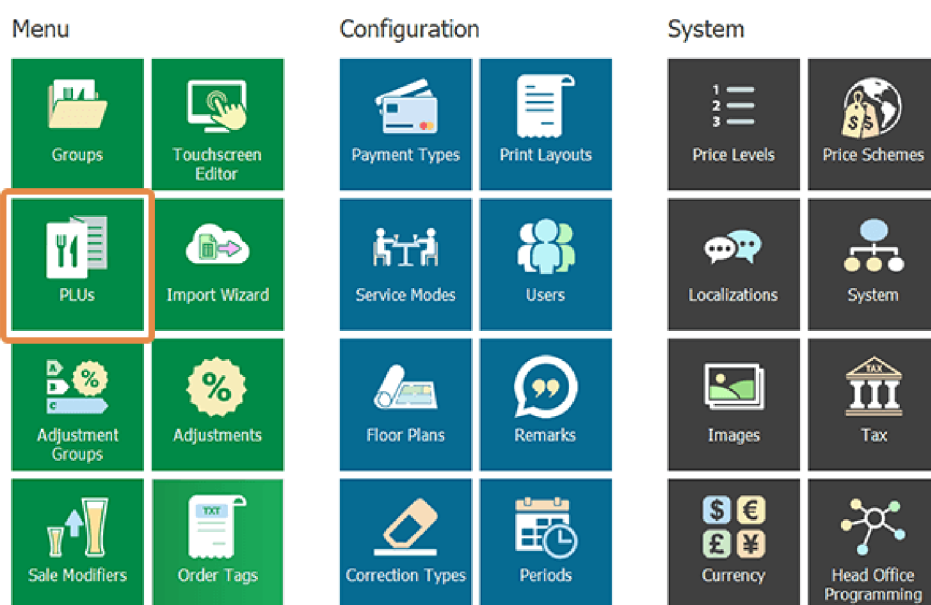 Menu
Configuration
System
Groups
Touchscreen
Editor
Payment Types
Print Layouts
1
2
3
Price Levels
$ $
Price Schemes
PLUs
Import Wizard
Service Modes
Users
Localizations
System
A
B
C
%
Adjustment
Groups
%
Adjustments
Floor Plans
Remarks
Images
TAX
Tax
Sale Modifiers
TXT
Order Tags
Correction Types
Periods
$ €
£ ¥
Currency
Head Office
Programming